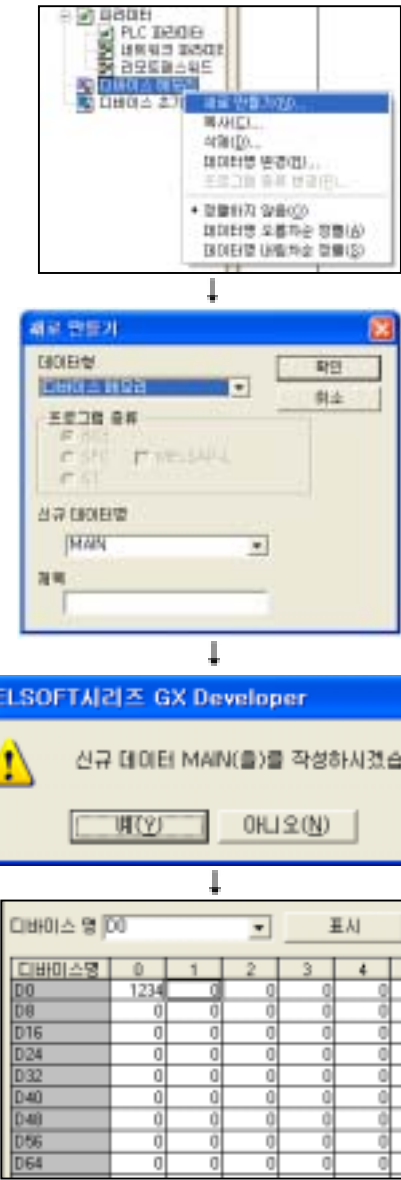 파라미터
PLC 파라미터
네트워크 파라미터
리모트패스워드
디바이스 메모리
디바이스 초기
새로 만들기(N)...
복사(C)...
삭제(D)...
데이터명 변경(B)...
프로그램 종류 변경(F)...
정렬하지 않음(O)
데이터명 오름차순 정렬(A)
데이터명 내림차순 정렬(S)
새로 만들기
데이터형
확인
디바이스 메모리
취소
프로그램 종류
SFC
MELSAP-L
ST
신규 데이터명
MAIN
제목
ELSOFT시리즈 GX Developer
신규 데이터 MAIN(을)를 작성하시겠습
예(Y) 아니오(N)
디바이스 명 D0 표시
디바이스명 0 1 2 3 4
D0 1234 0 0 0 0
D8 0 0 0 0 0
D16 0 0 0 0 0
D24 0 0 0 0 0
D32 0 0 0 0 0
D40 0 0 0 0 0
D48 0 0 0 0 0
D56 0 0 0 0 0
D64 0 0 0 0 0